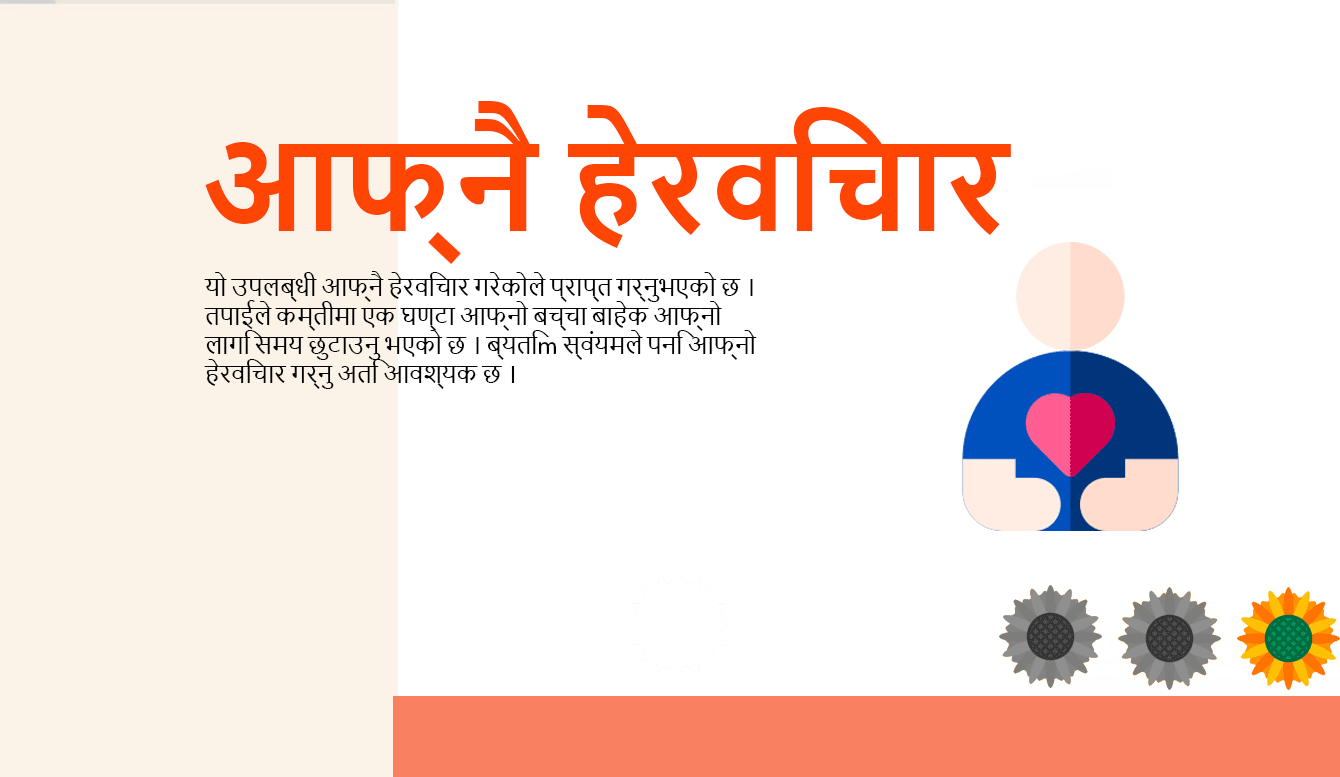 आफ्नै हेरविचार
यो उपलब्धी आफ्नै हेरविचार गरेकोले प्राप्त गर्नुभएको छ ।
तपाईले कम्तीमा एक घण्टा आफ्नो बच्चा बाहेक आफ्नो
लागि समय छुटाउनु भएको छ । ब्यतिm स्वंयमले पनि आफ्नो
हेरविचार गर्नु अति आवश्यक छ ।